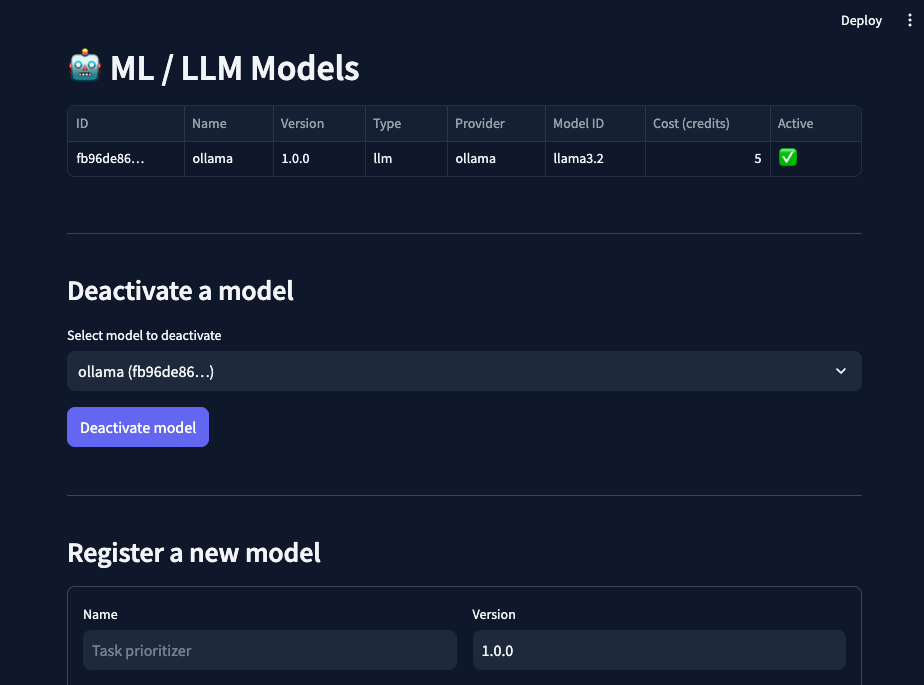 Deploy
ML / LLM Models
ID Name Version Type Provider Model ID Cost (credits) Active
fb96de86… ollama 1.0.0 llm ollama llama3.2 5
Deactivate a model
Select model to deactivate
ollama (fb96de86…)
Deactivate model
Register a new model
Name Version
Task prioritizer 1.0.0